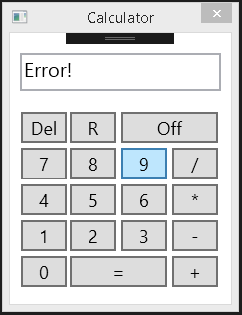 Calculator
Error!
Del R Off
7 8 9 /
4 5 6 *
1 2 3 -
0 = +